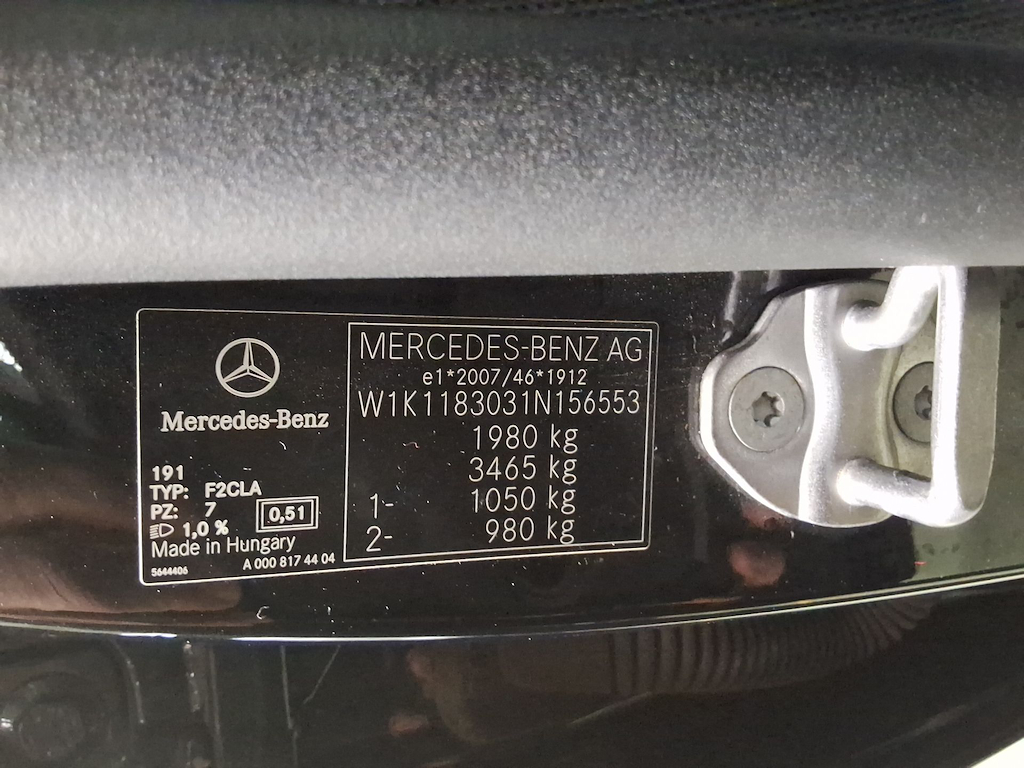 Mercedes-Benz
191
TYP: F2CLA
PZ: 7
0,51
1,0 %
Made in Hungary
5644406
A 000 817 44 04
MERCEDES-BENZ AG
e1*2007/46*1912
W1K1183031N156553
1980 kg
3465 kg
1- 1050 kg
2- 980 kg